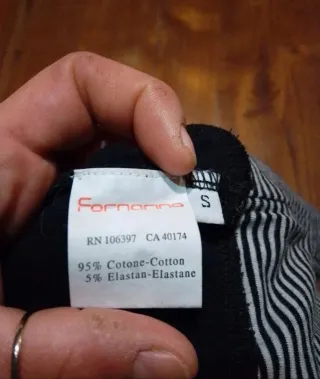 Fornarina
S
RN 106397 CA 40174
95% Cotone-Cotton
5% Elastan-Elastane